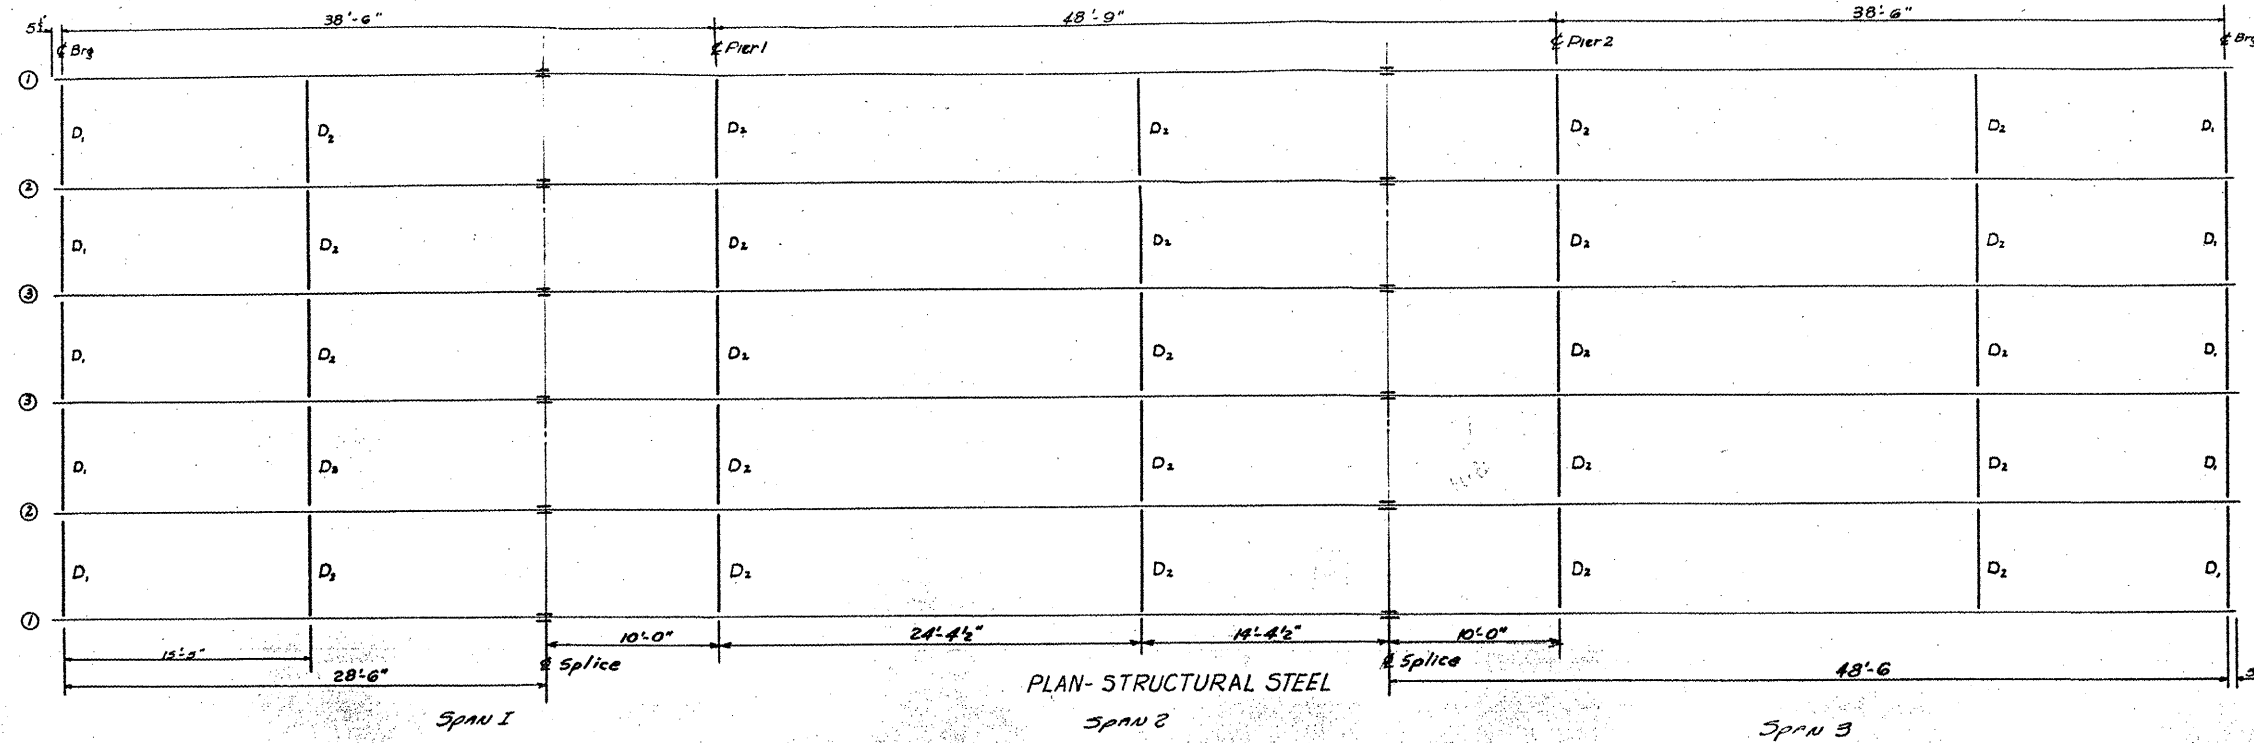 38'-6" 48'-9" 38'-6"
5½"
℄ Brg ℄ Pier 1 ℄ Pier 2 ℄ Brg
①
D₁ D₂ D₂ D₂ D₂ D₂ D₁
②
D₁ D₂ D₂ D₂ D₂ D₂ D₁
③
D₁ D₂ D₂ D₂ D₂ D₂ D₁
③
D₁ D₂ D₂ D₂ D₂ D₂ D₁
②
D₁ D₂ D₂ D₂ D₂ D₂ D₁
①
10'-0" 24'-4½" 14'-4½" 10'-0"
15'-5" ℄ Splice ℄ Splice
28'-6" 48'-6
PLAN- STRUCTURAL STEEL
SPAN 1 SPAN 2 SPAN 3